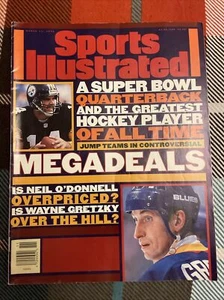 Sports
Illustrated
A SUPER BOWL
QUARTERBACK
AND THE GREATEST
HOCKEY PLAYER
OF ALL TIME
JUMP TEAMS IN CONTROVERSIAL
MEGADEALS
IS NEIL O'DONNELL
OVERPRICED?
IS WAYNE GRETZKY
OVER THE HILL?